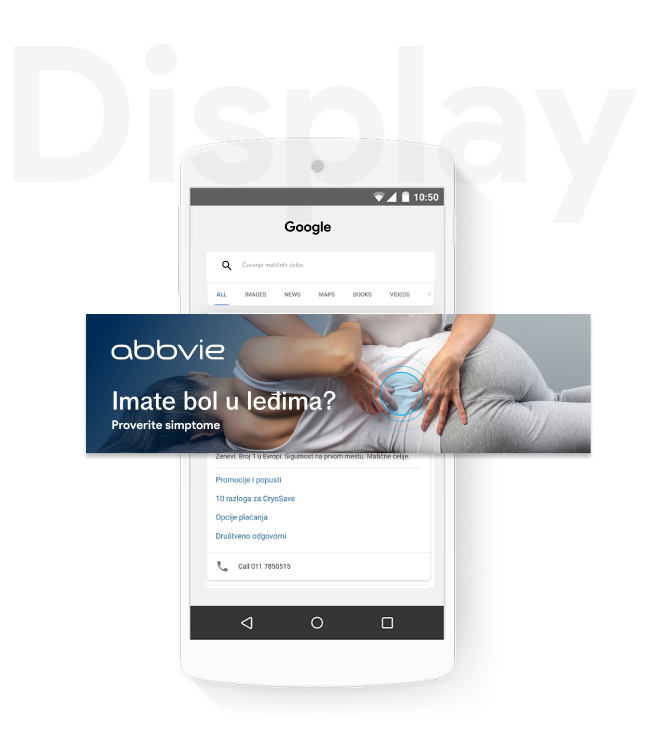 Display
10:50
Google
Čuvanje matičnih ćelija
ALL IMAGES NEWS MAPS BOOKS VIDEOS
abbvie
Imate bol u leđima?
Proverite simptome
Ženevi. Broj 1 u Evropi. Sigurnost na prvom mestu. Matične ćelije.
Promocije i popusti
10 razloga za CryoSave
Opcije plaćanja
Društveno odgovorni
Call 011 7850515